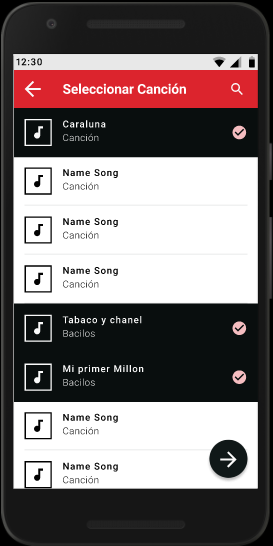 12:30
Seleccionar Canción
Caraluna
Canción
Name Song
Canción
Name Song
Canción
Name Song
Canción
Tabaco y chanel
Bacilos
Mi primer Millon
Bacilos
Name Song
Canción
Name Song
Canción